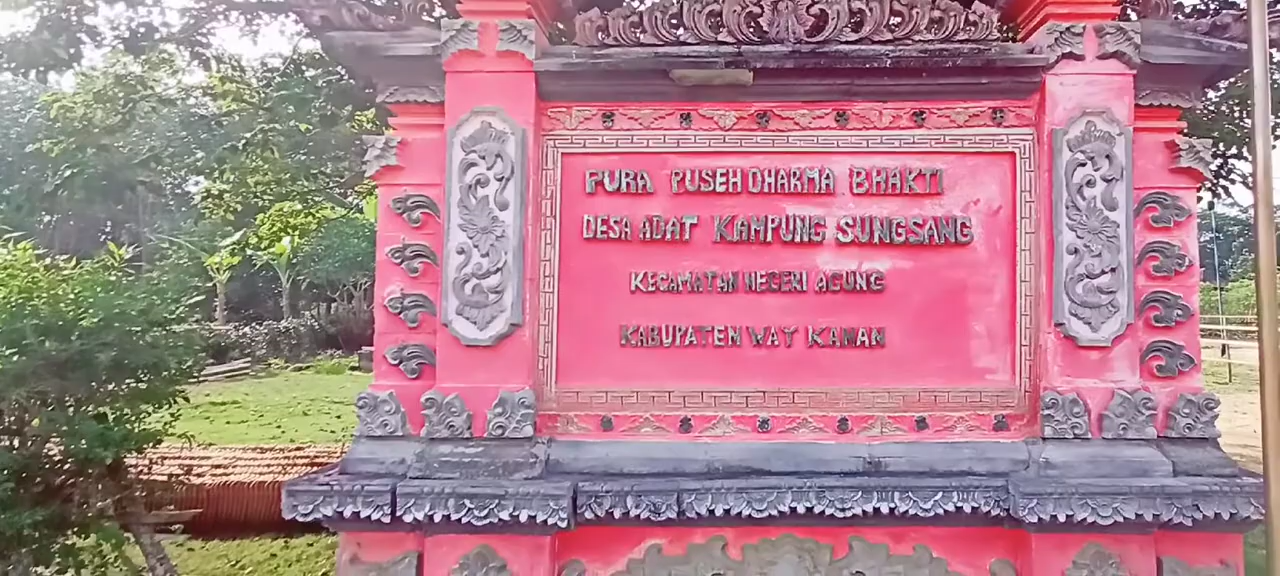 PURA PUSEH DHARMA BHAKTI
DESA ADAT KAMPUNG SUNGSANG
KECAMATAN NEGERI AGUNG
KABUPATEN WAY KANAN